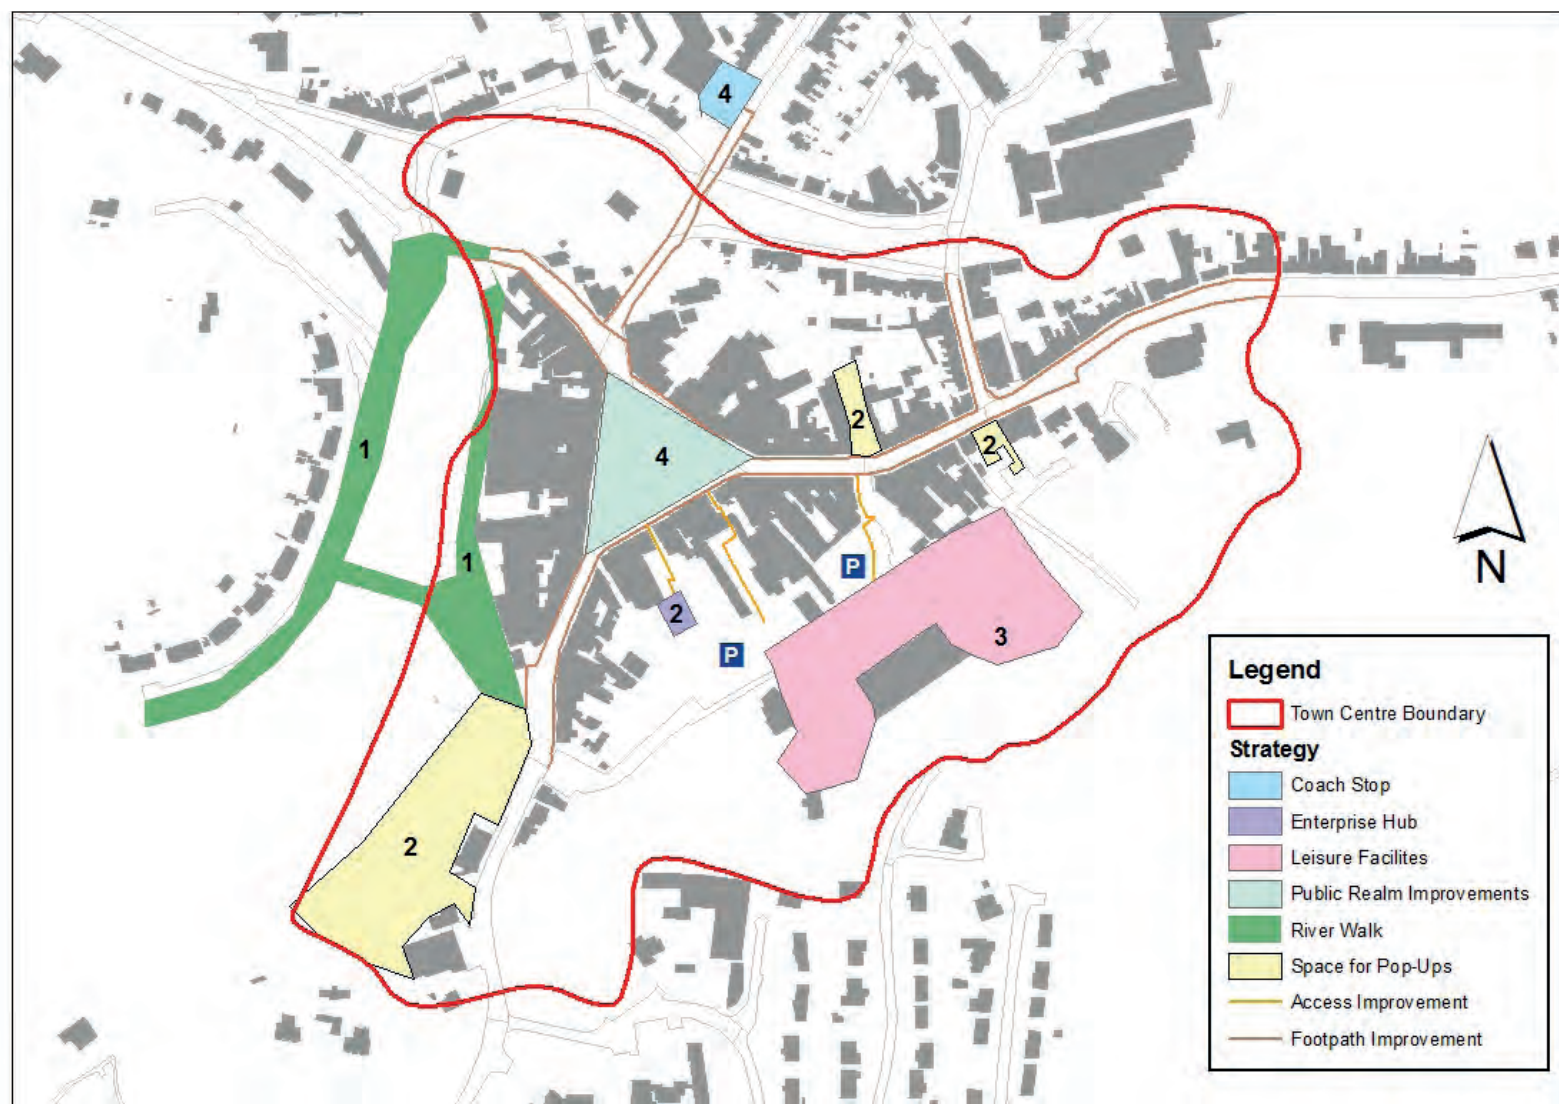 4
1
4
2
2
1
P
2
P
3
2
N
Legend
Town Centre Boundary
Strategy
Coach Stop
Enterprise Hub
Leisure Facilites
Public Realm Improvements
River Walk
Space for Pop-Ups
Access Improvement
Footpath Improvement